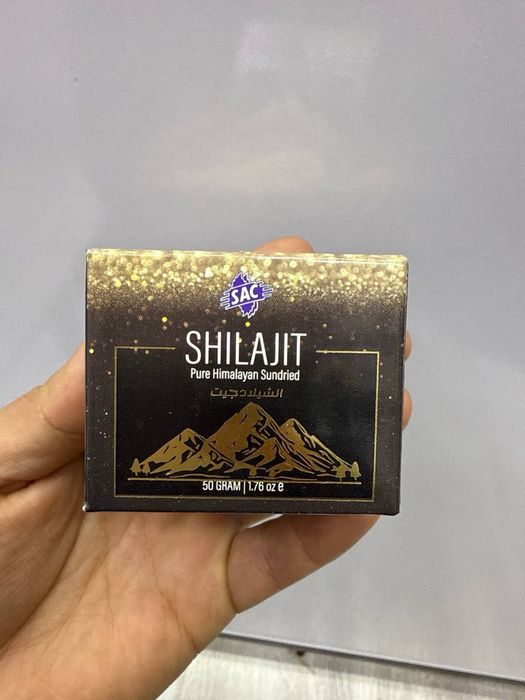 SAC
SHILAJIT
Pure Himalayan Sundried
الشيلاجيت
50 GRAM | 1.76 oz e